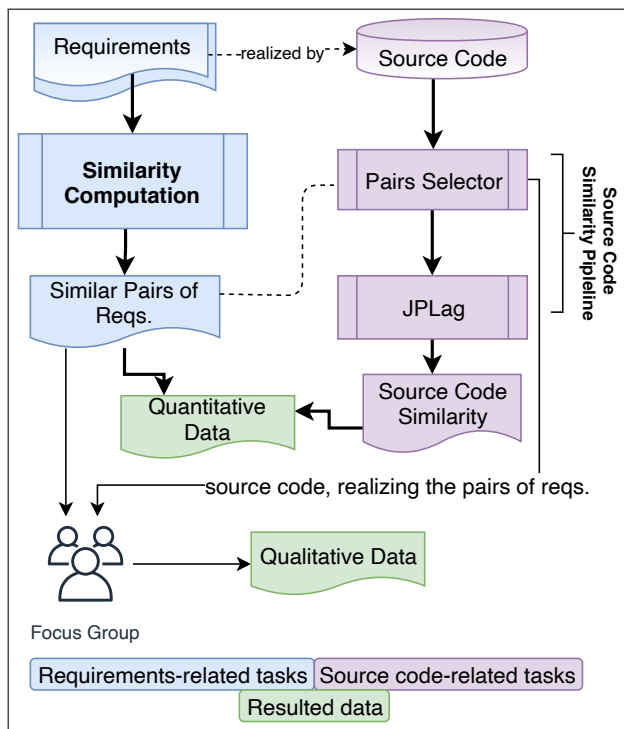 Requirements
realized by
Source Code
Similarity
Computation
Pairs Selector
Source Code
Similarity Pipleline
Similar Pairs of
Reqs.
JPLag
Quantitative
Data
Source Code
Similarity
source code, realizing the pairs of reqs.
Qualitative Data
Focus Group
Requirements-related tasks
Source code-related tasks
Resulted data